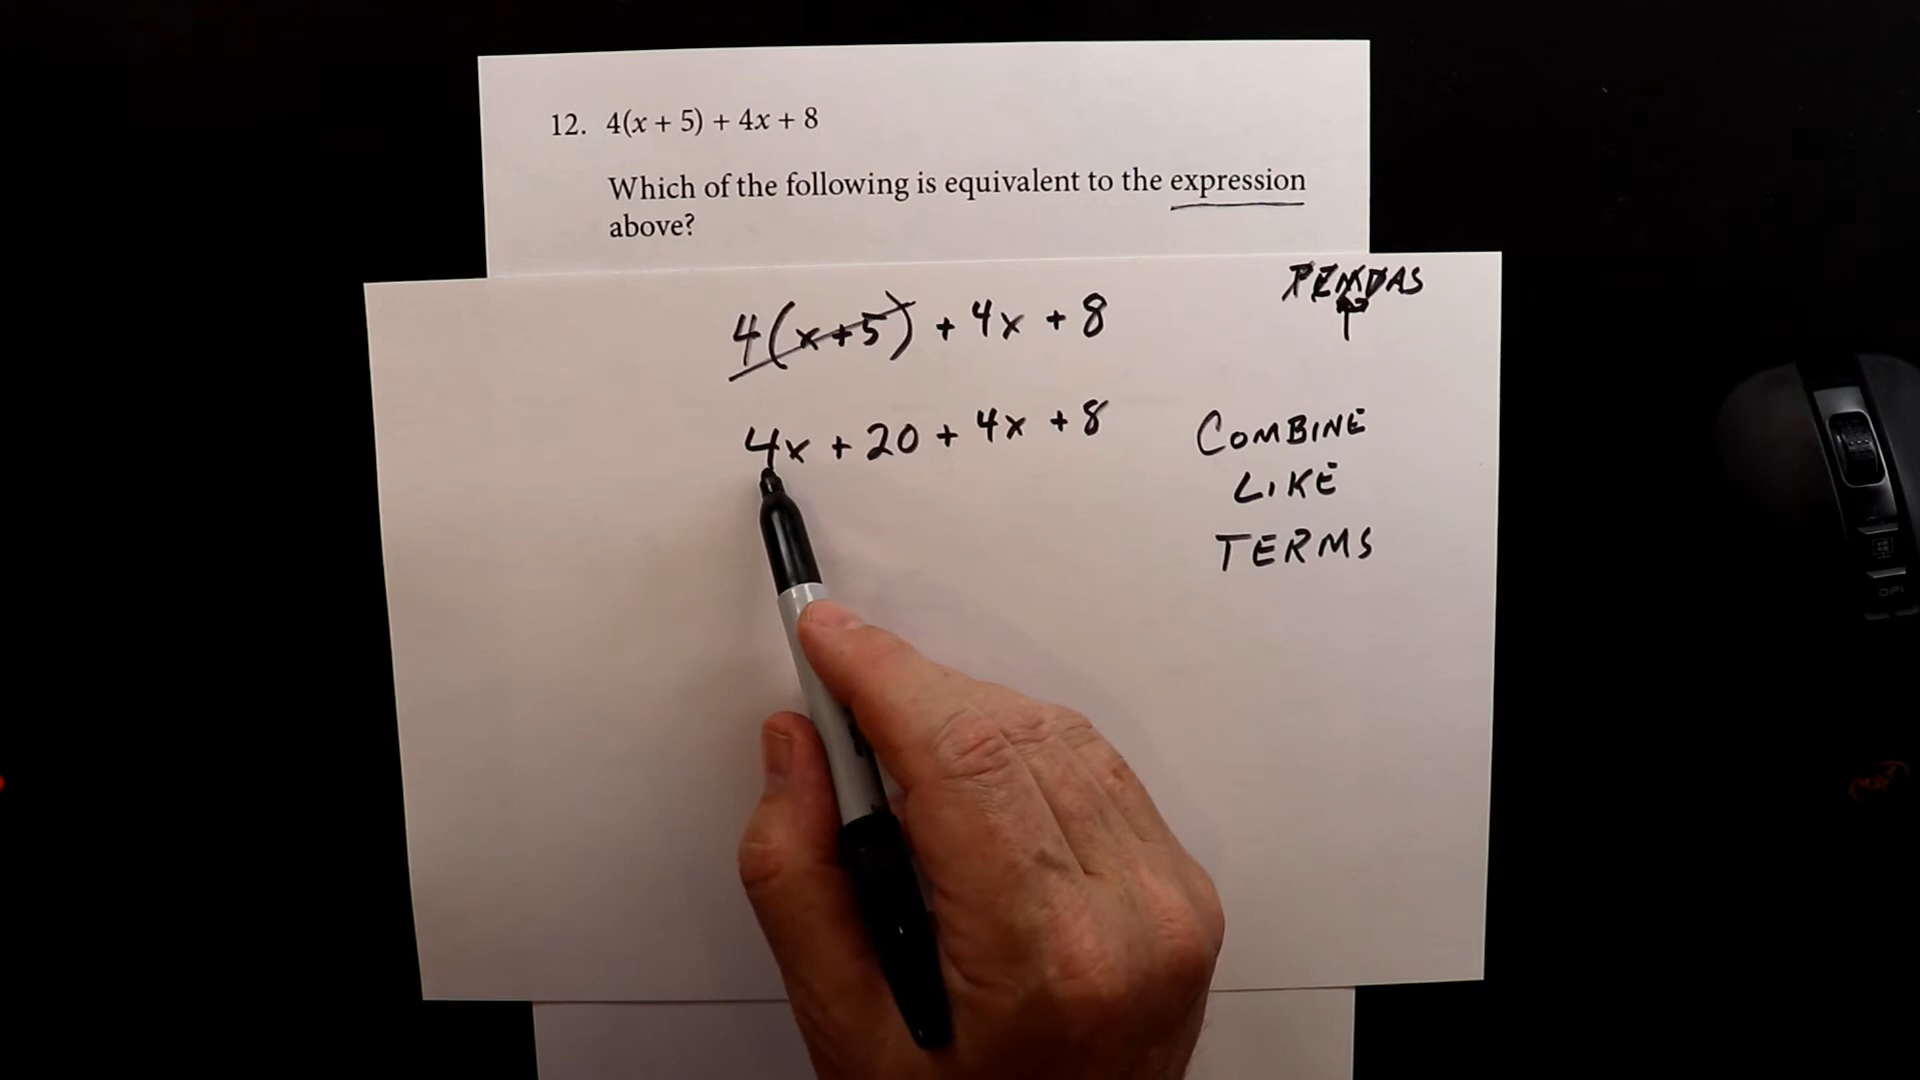 12. 4(x + 5) + 4x + 8
Which of the following is equivalent to the expression
above?
PEMDAS
4(x+5) + 4x + 8
4x + 20 + 4x + 8
COMBINE
LIKE
TERMS
DPI